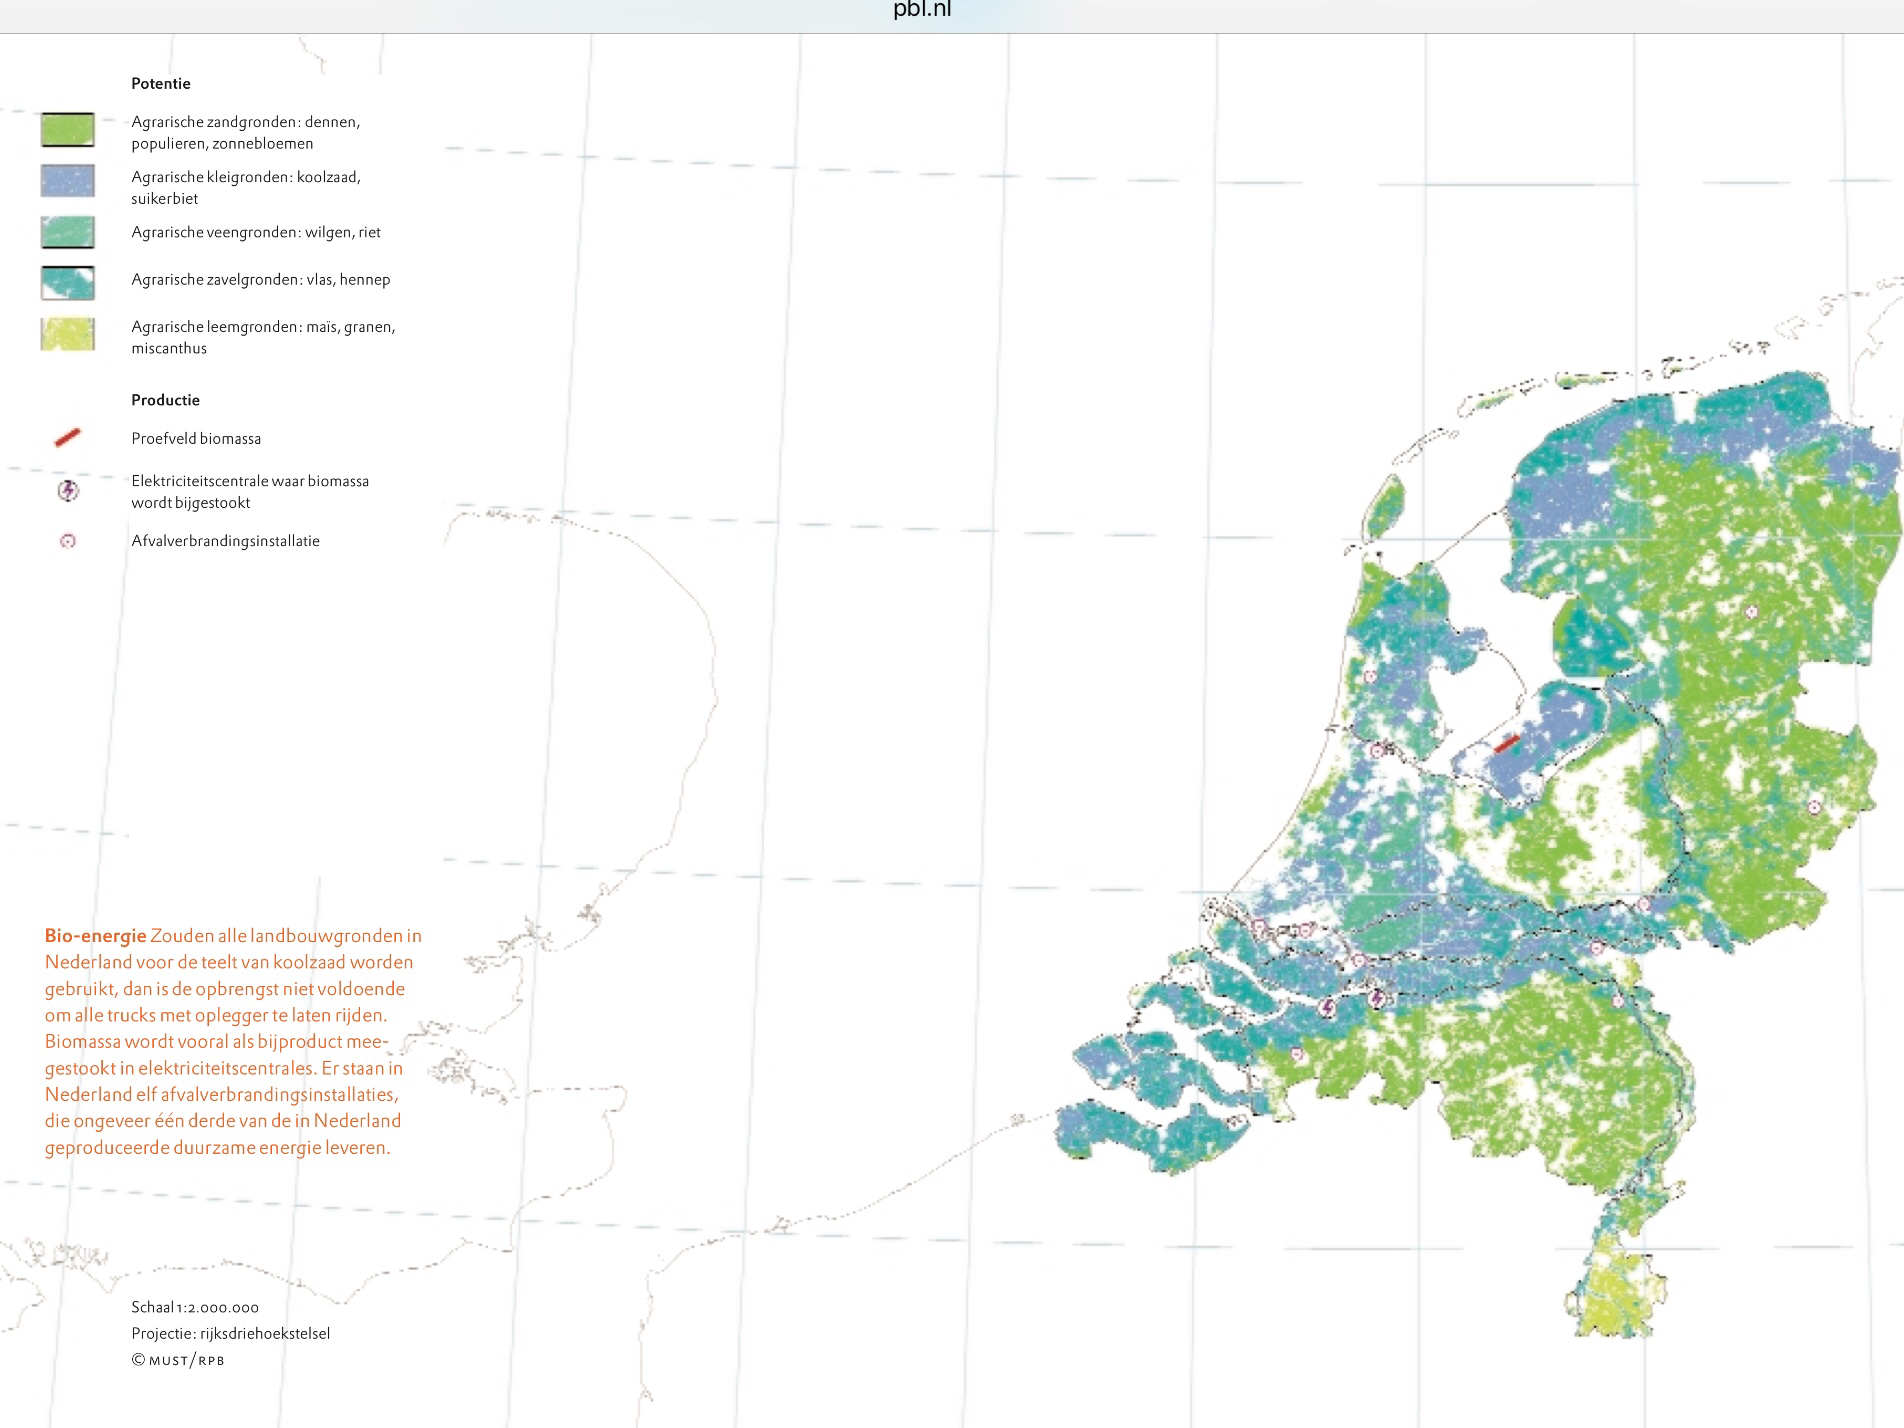 pbl.nl
Potentie
Agrarische zandgronden: dennen,
populieren, zonnebloemen
Agrarische kleigronden: koolzaad,
suikerbiet
Agrarische veengronden: wilgen, riet
Agrarische zavelgronden: vlas, hennep
Agrarische leemgronden: maïs, granen,
miscanthus
Productie
Proefveld biomassa
Elektriciteitscentrale waar biomassa
wordt bijgestookt
Afvalverbrandingsinstallatie
Bio-energie Zouden alle landbouwgronden in
Nederland voor de teelt van koolzaad worden
gebruikt, dan is de opbrengst niet voldoende
om alle trucks met oplegger te laten rijden.
Biomassa wordt vooral als bijproduct mee-
gestookt in elektriciteitscentrales. Er staan in
Nederland elf afvalverbrandingsinstallaties,
die ongeveer één derde van de in Nederland
geproduceerde duurzame energie leveren.
Schaal 1:2.000.000
Projectie: rijksdriehoekstelsel
© MUST/RPB